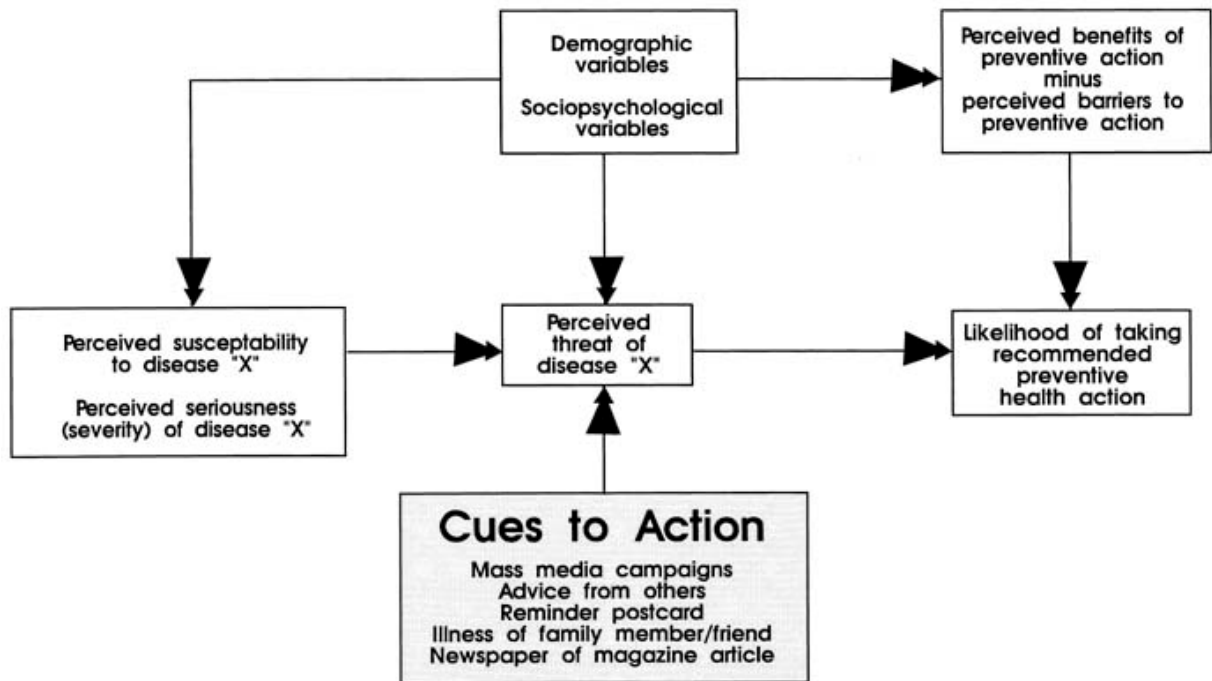 Demographic
variables
Sociopsychological
variables
Perceived benefits of
preventive action
minus
perceived barriers to
preventive action
Perceived susceptability
to disease "X"
Perceived seriousness
(severity) of disease "X"
Perceived
threat of
disease "X"
Likelihood of taking
recommended
preventive
health action
Cues to Action
Mass media campaigns
Advice from others
Reminder postcard
Illness of family member/friend
Newspaper of magazine article